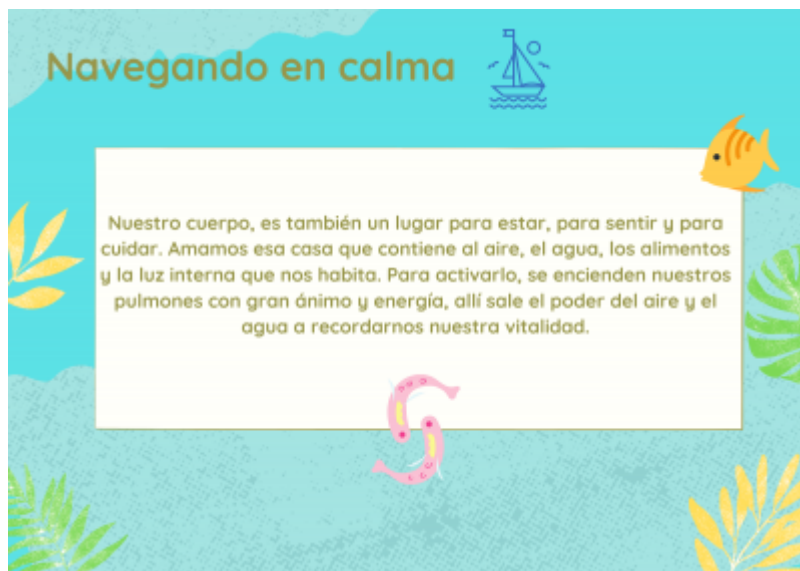 Navegando en calma
Nuestro cuerpo, es también un lugar para estar, para sentir y para
cuidar. Amamos esa casa que contiene al aire, el agua, los alimentos
y la luz interna que nos habita. Para activarlo, se encienden nuestros
pulmones con gran ánimo y energía, allí sale el poder del aire y el
agua a recordarnos nuestra vitalidad.